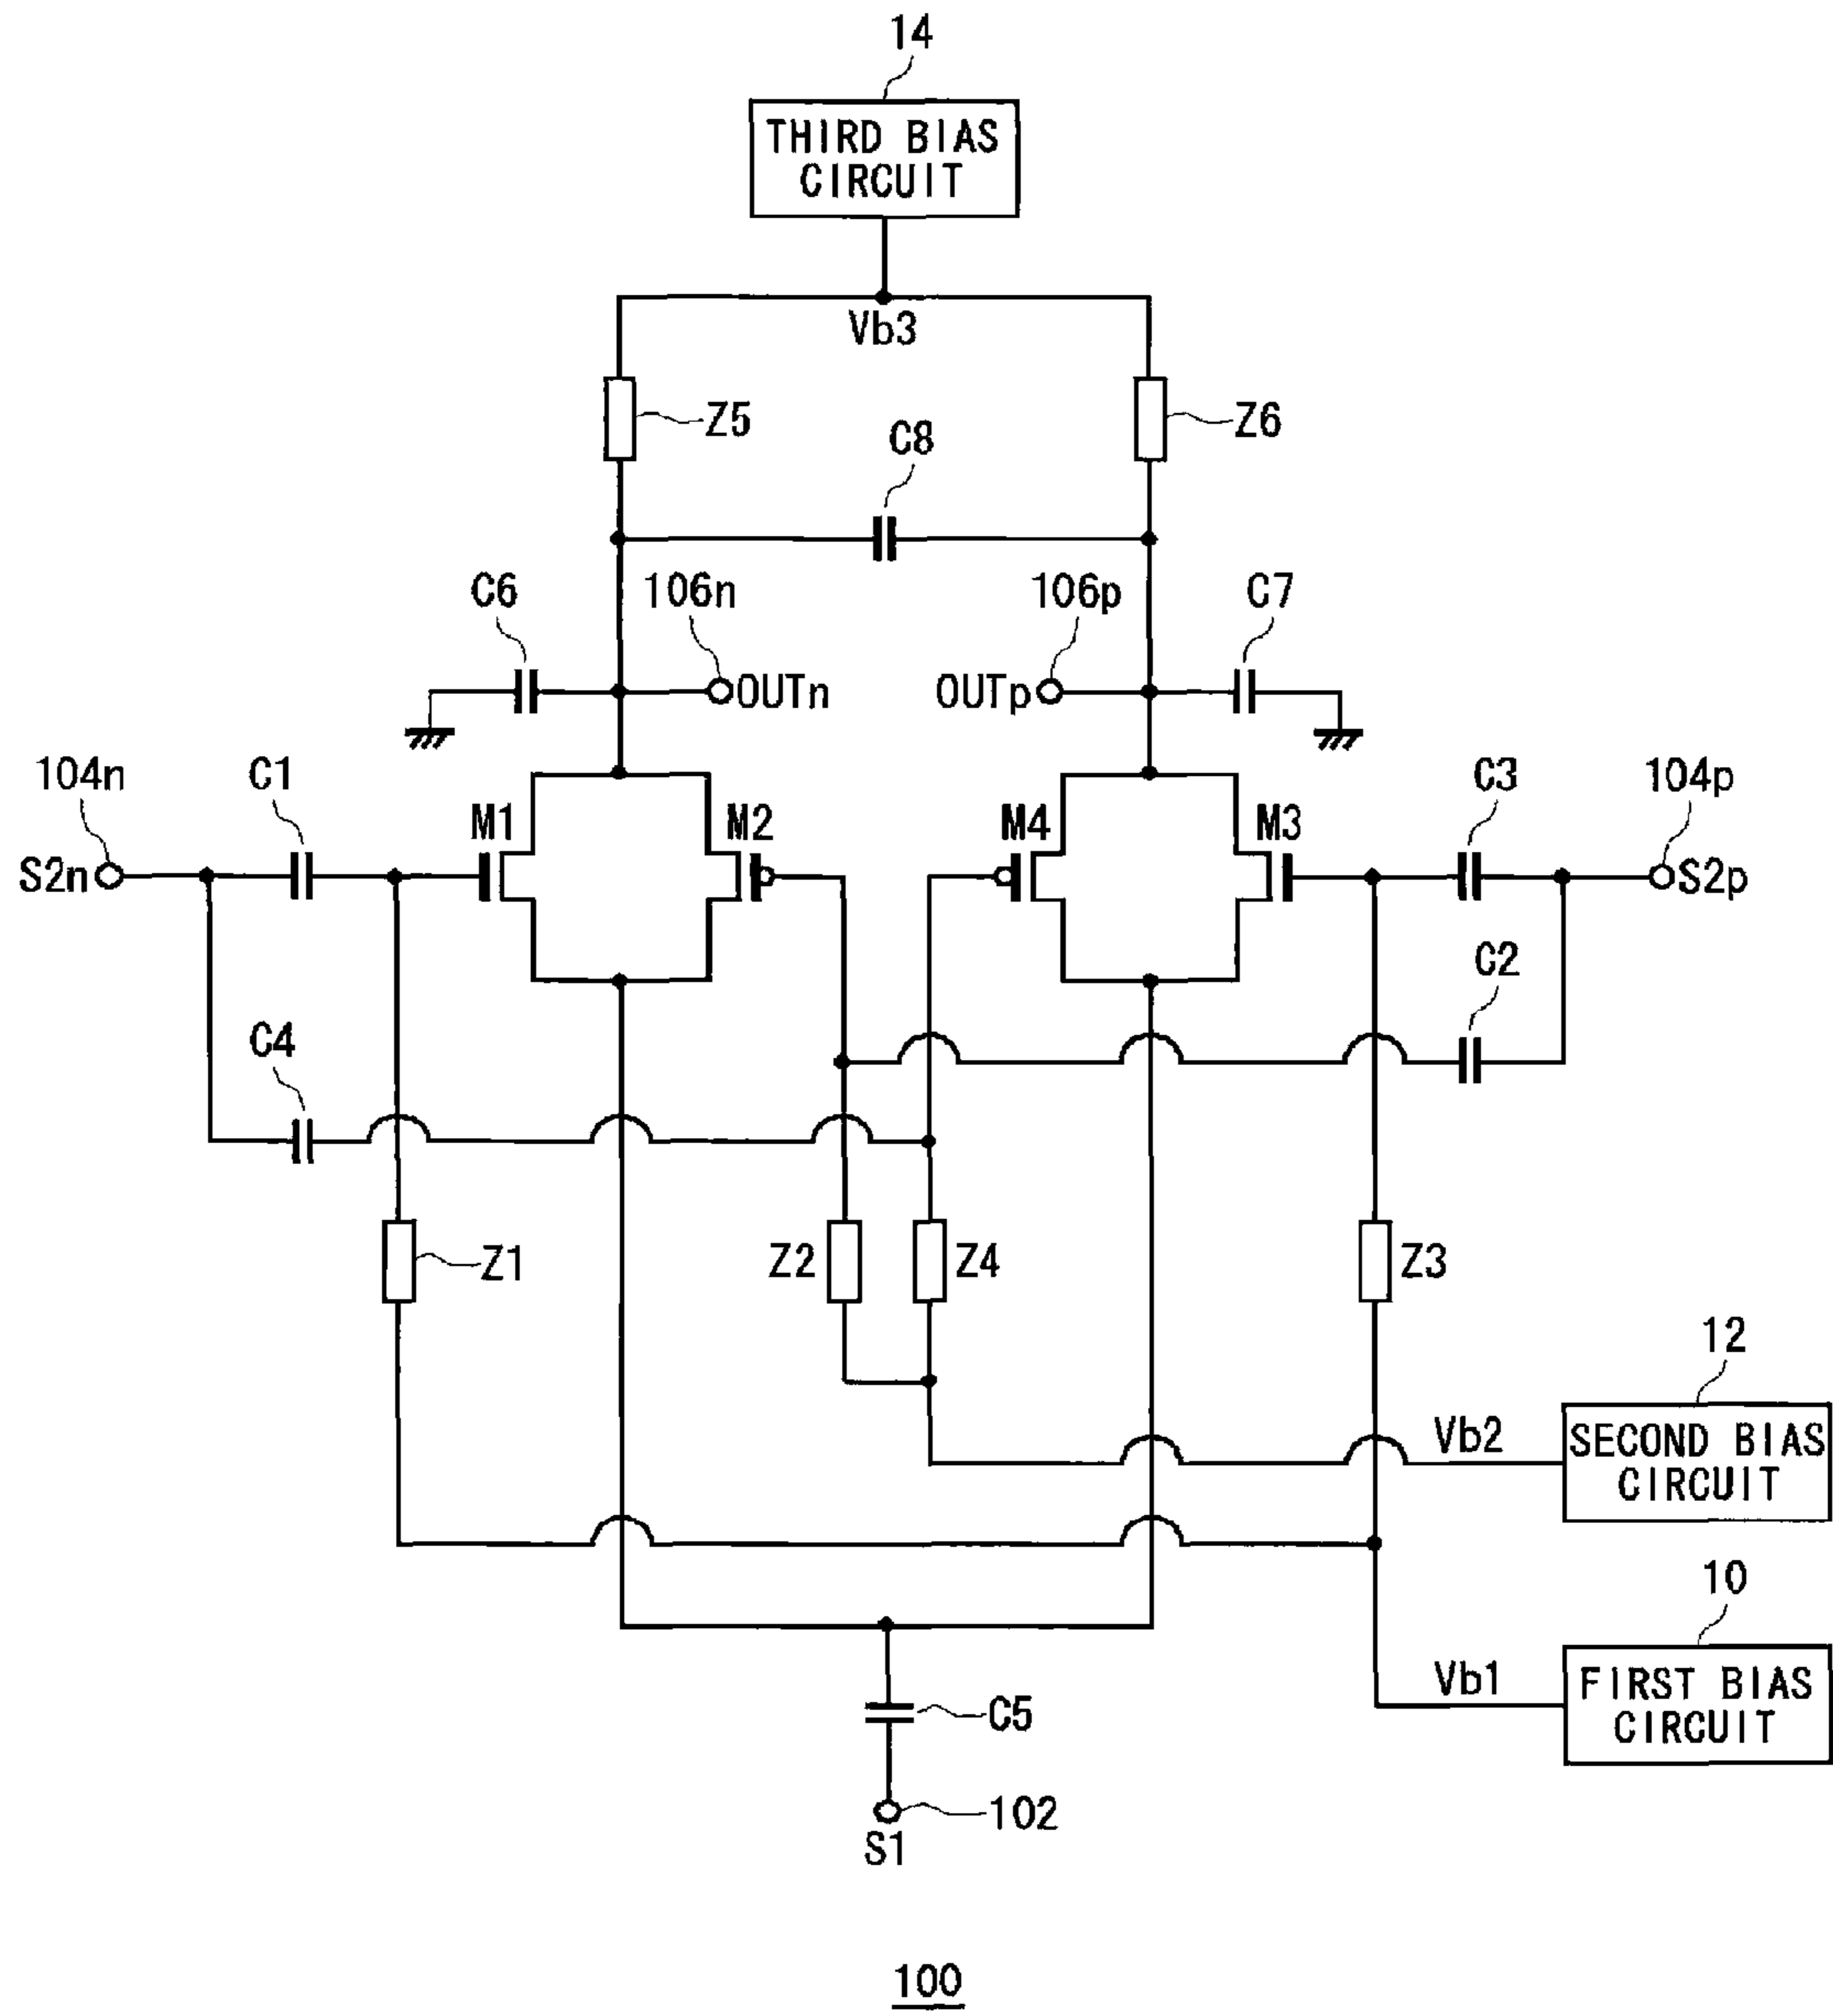 14
THIRD BIAS
CIRCUIT
Vb3
Z5
C8
Z6
C6
106n
106p
C7
OUTn
OUTp
104n
C1
M1
M2
M4
M3
C3
104p
S2n
S2p
C2
C4
Z1
Z2
Z4
Z3
12
Vb2
SECOND BIAS
CIRCUIT
10
Vb1
FIRST BIAS
CIRCUIT
C5
102
S1
100